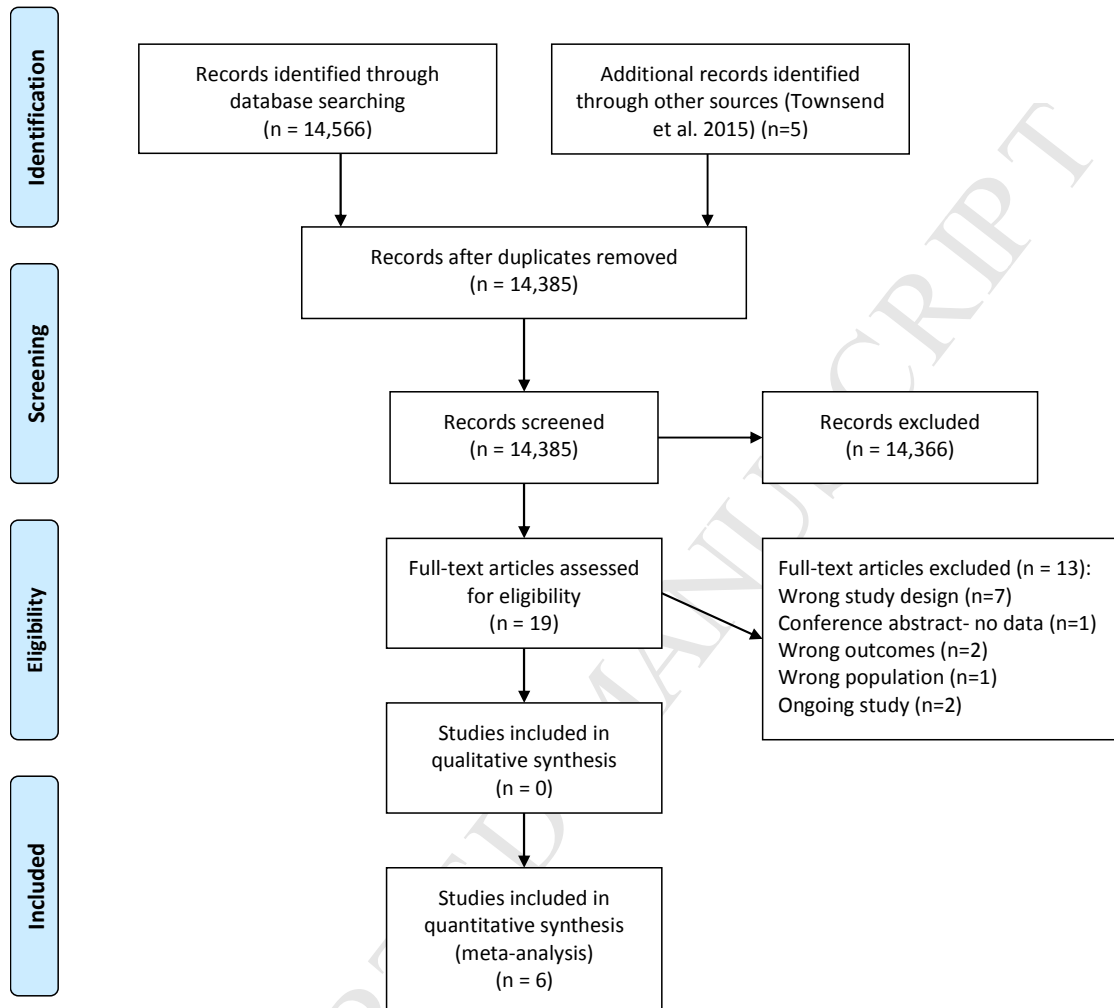 Identification
Records identified through
database searching
(n = 14,566)
Additional records identified
through other sources (Townsend
et al. 2015) (n=5)
Records after duplicates removed
(n = 14,385)
Screening
Records screened
(n = 14,385)
Records excluded
(n = 14,366)
Eligibility
Full-text articles assessed
for eligibility
(n = 19)
Full-text articles excluded (n = 13):
Wrong study design (n=7)
Conference abstract- no data (n=1)
Wrong outcomes (n=2)
Wrong population (n=1)
Ongoing study (n=2)
Studies included in
qualitative synthesis
(n = 0)
Included
Studies included in
quantitative synthesis
(meta-analysis)
(n = 6)